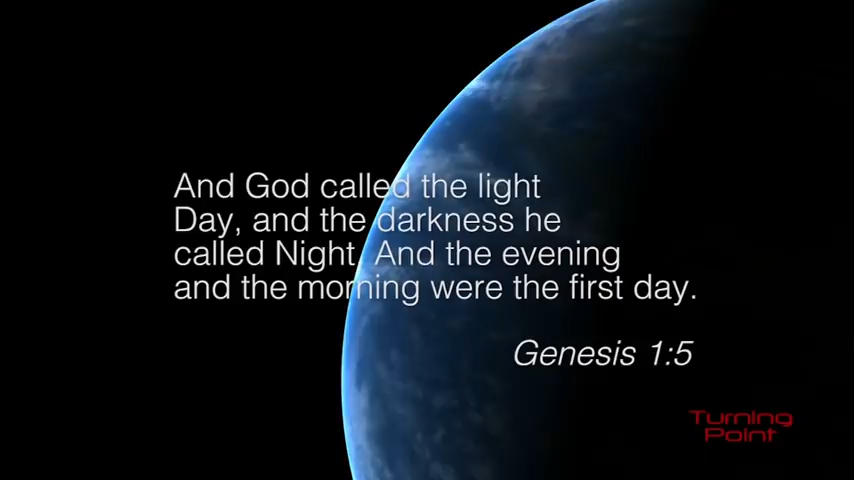 And God called the light
Day, and the darkness he
called Night. And the evening
and the morning were the first day.
Genesis 1:5
Turning
Point